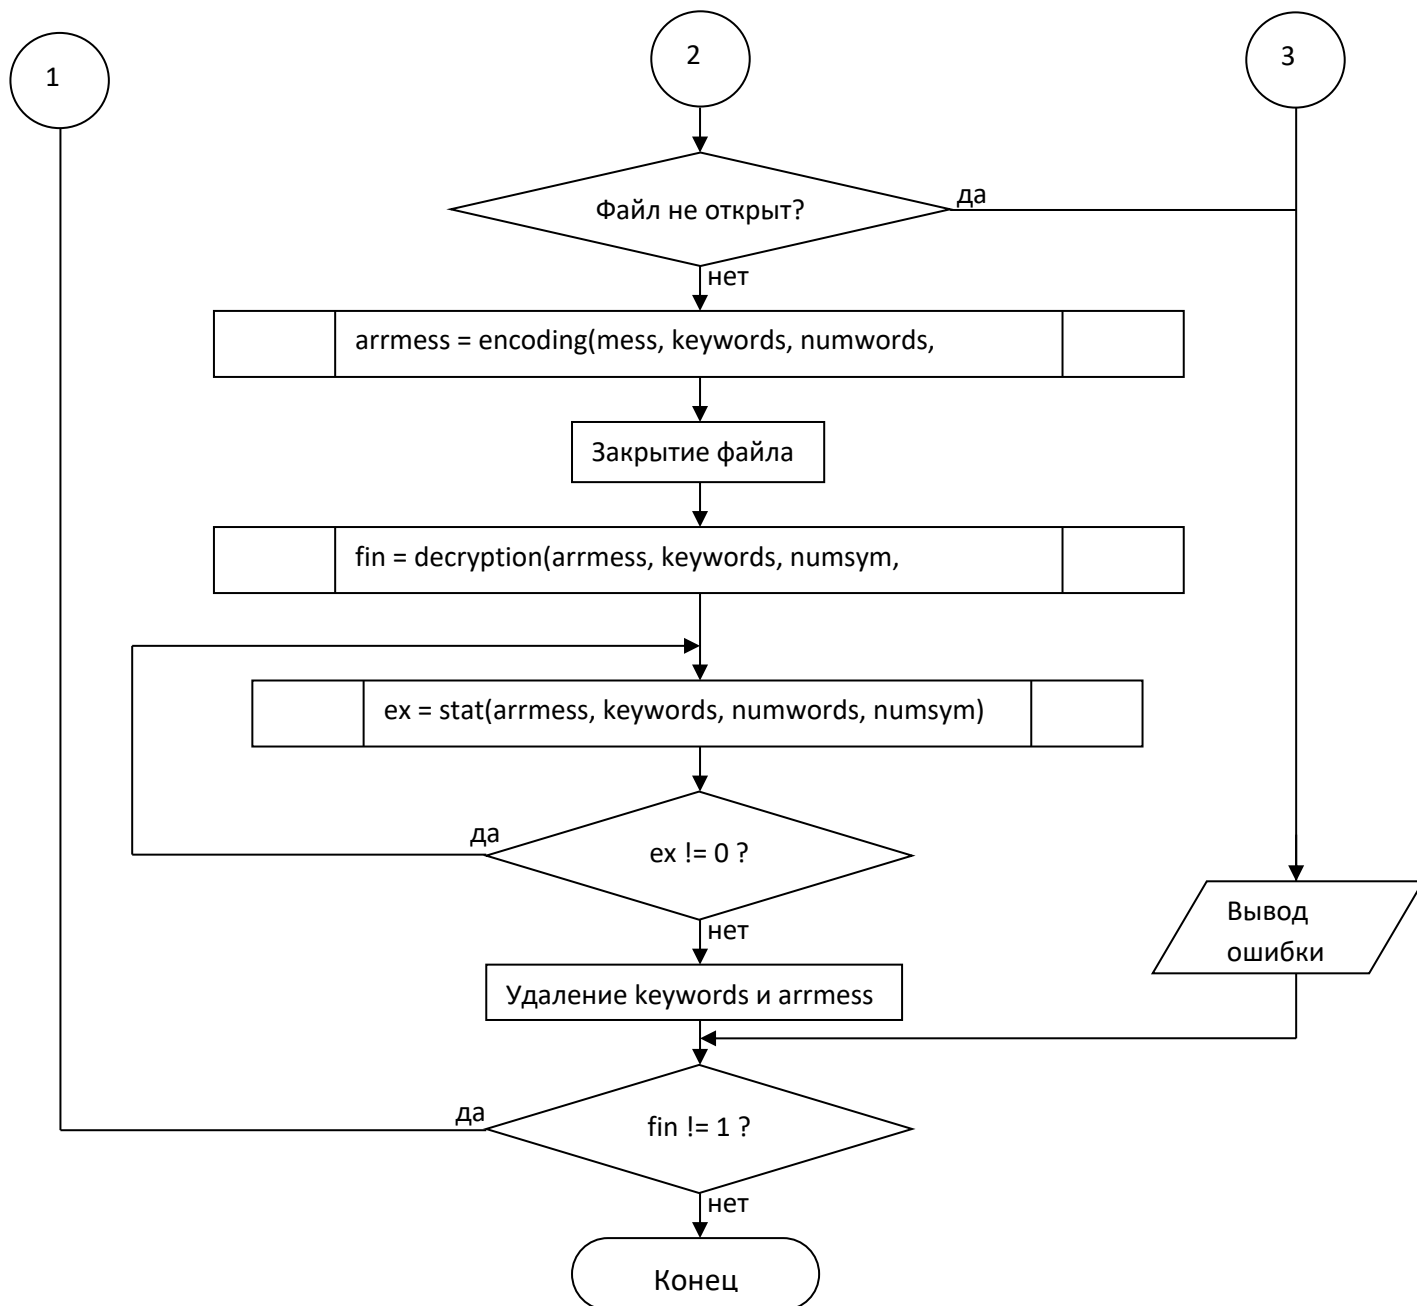 1
2
3
Файл не открыт?
да
нет
arrmess = encoding(mess, keywords, numwords,
Закрытие файла
fin = decryption(arrmess, keywords, numsym,
ex = stat(arrmess, keywords, numwords, numsym)
да
ex != 0 ?
нет
Вывод
ошибки
Удаление keywords и arrmess
да
fin != 1 ?
нет
Конец